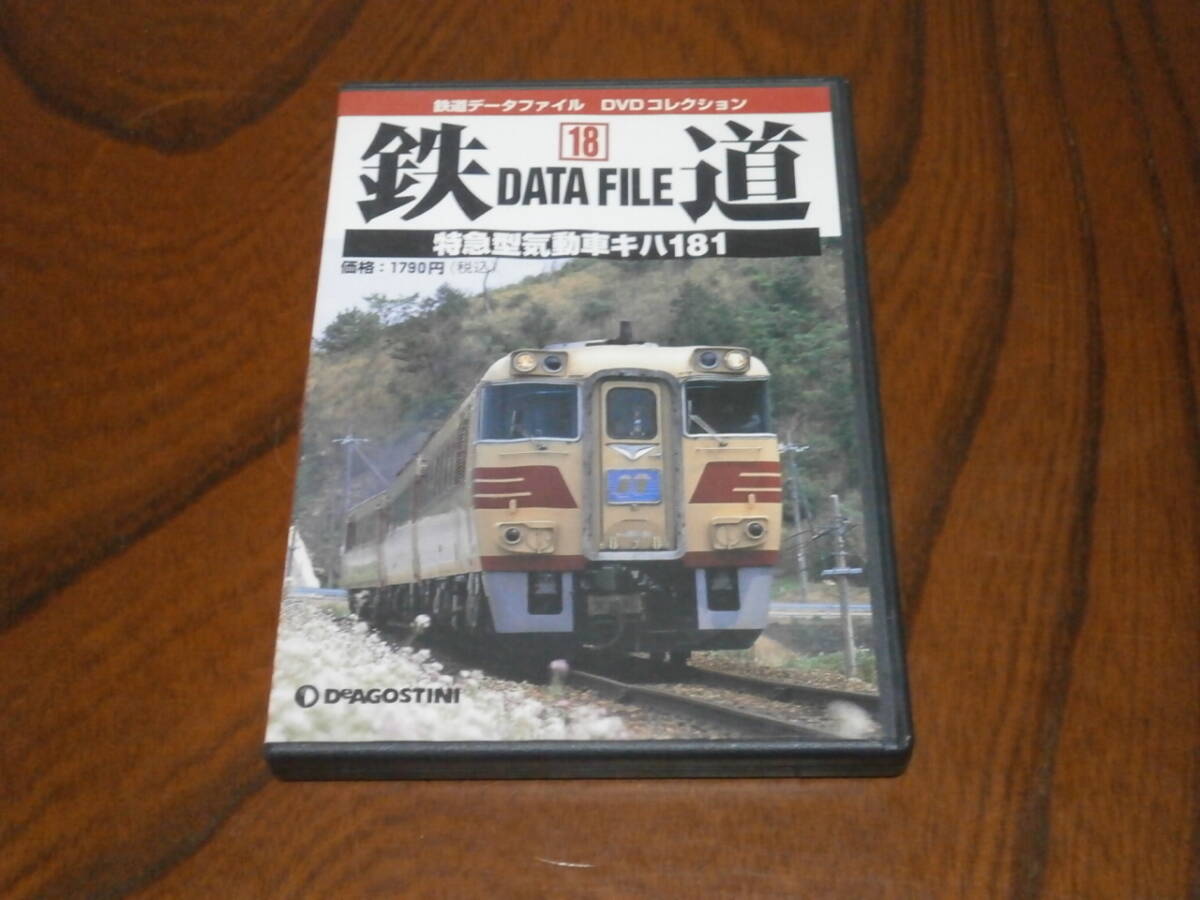 鉄道データファイル DVDコレクション
18
鉄 DATA FILE 道
特急型気動車キハ181
価格：1790円（税込）
DeAGOSTINI